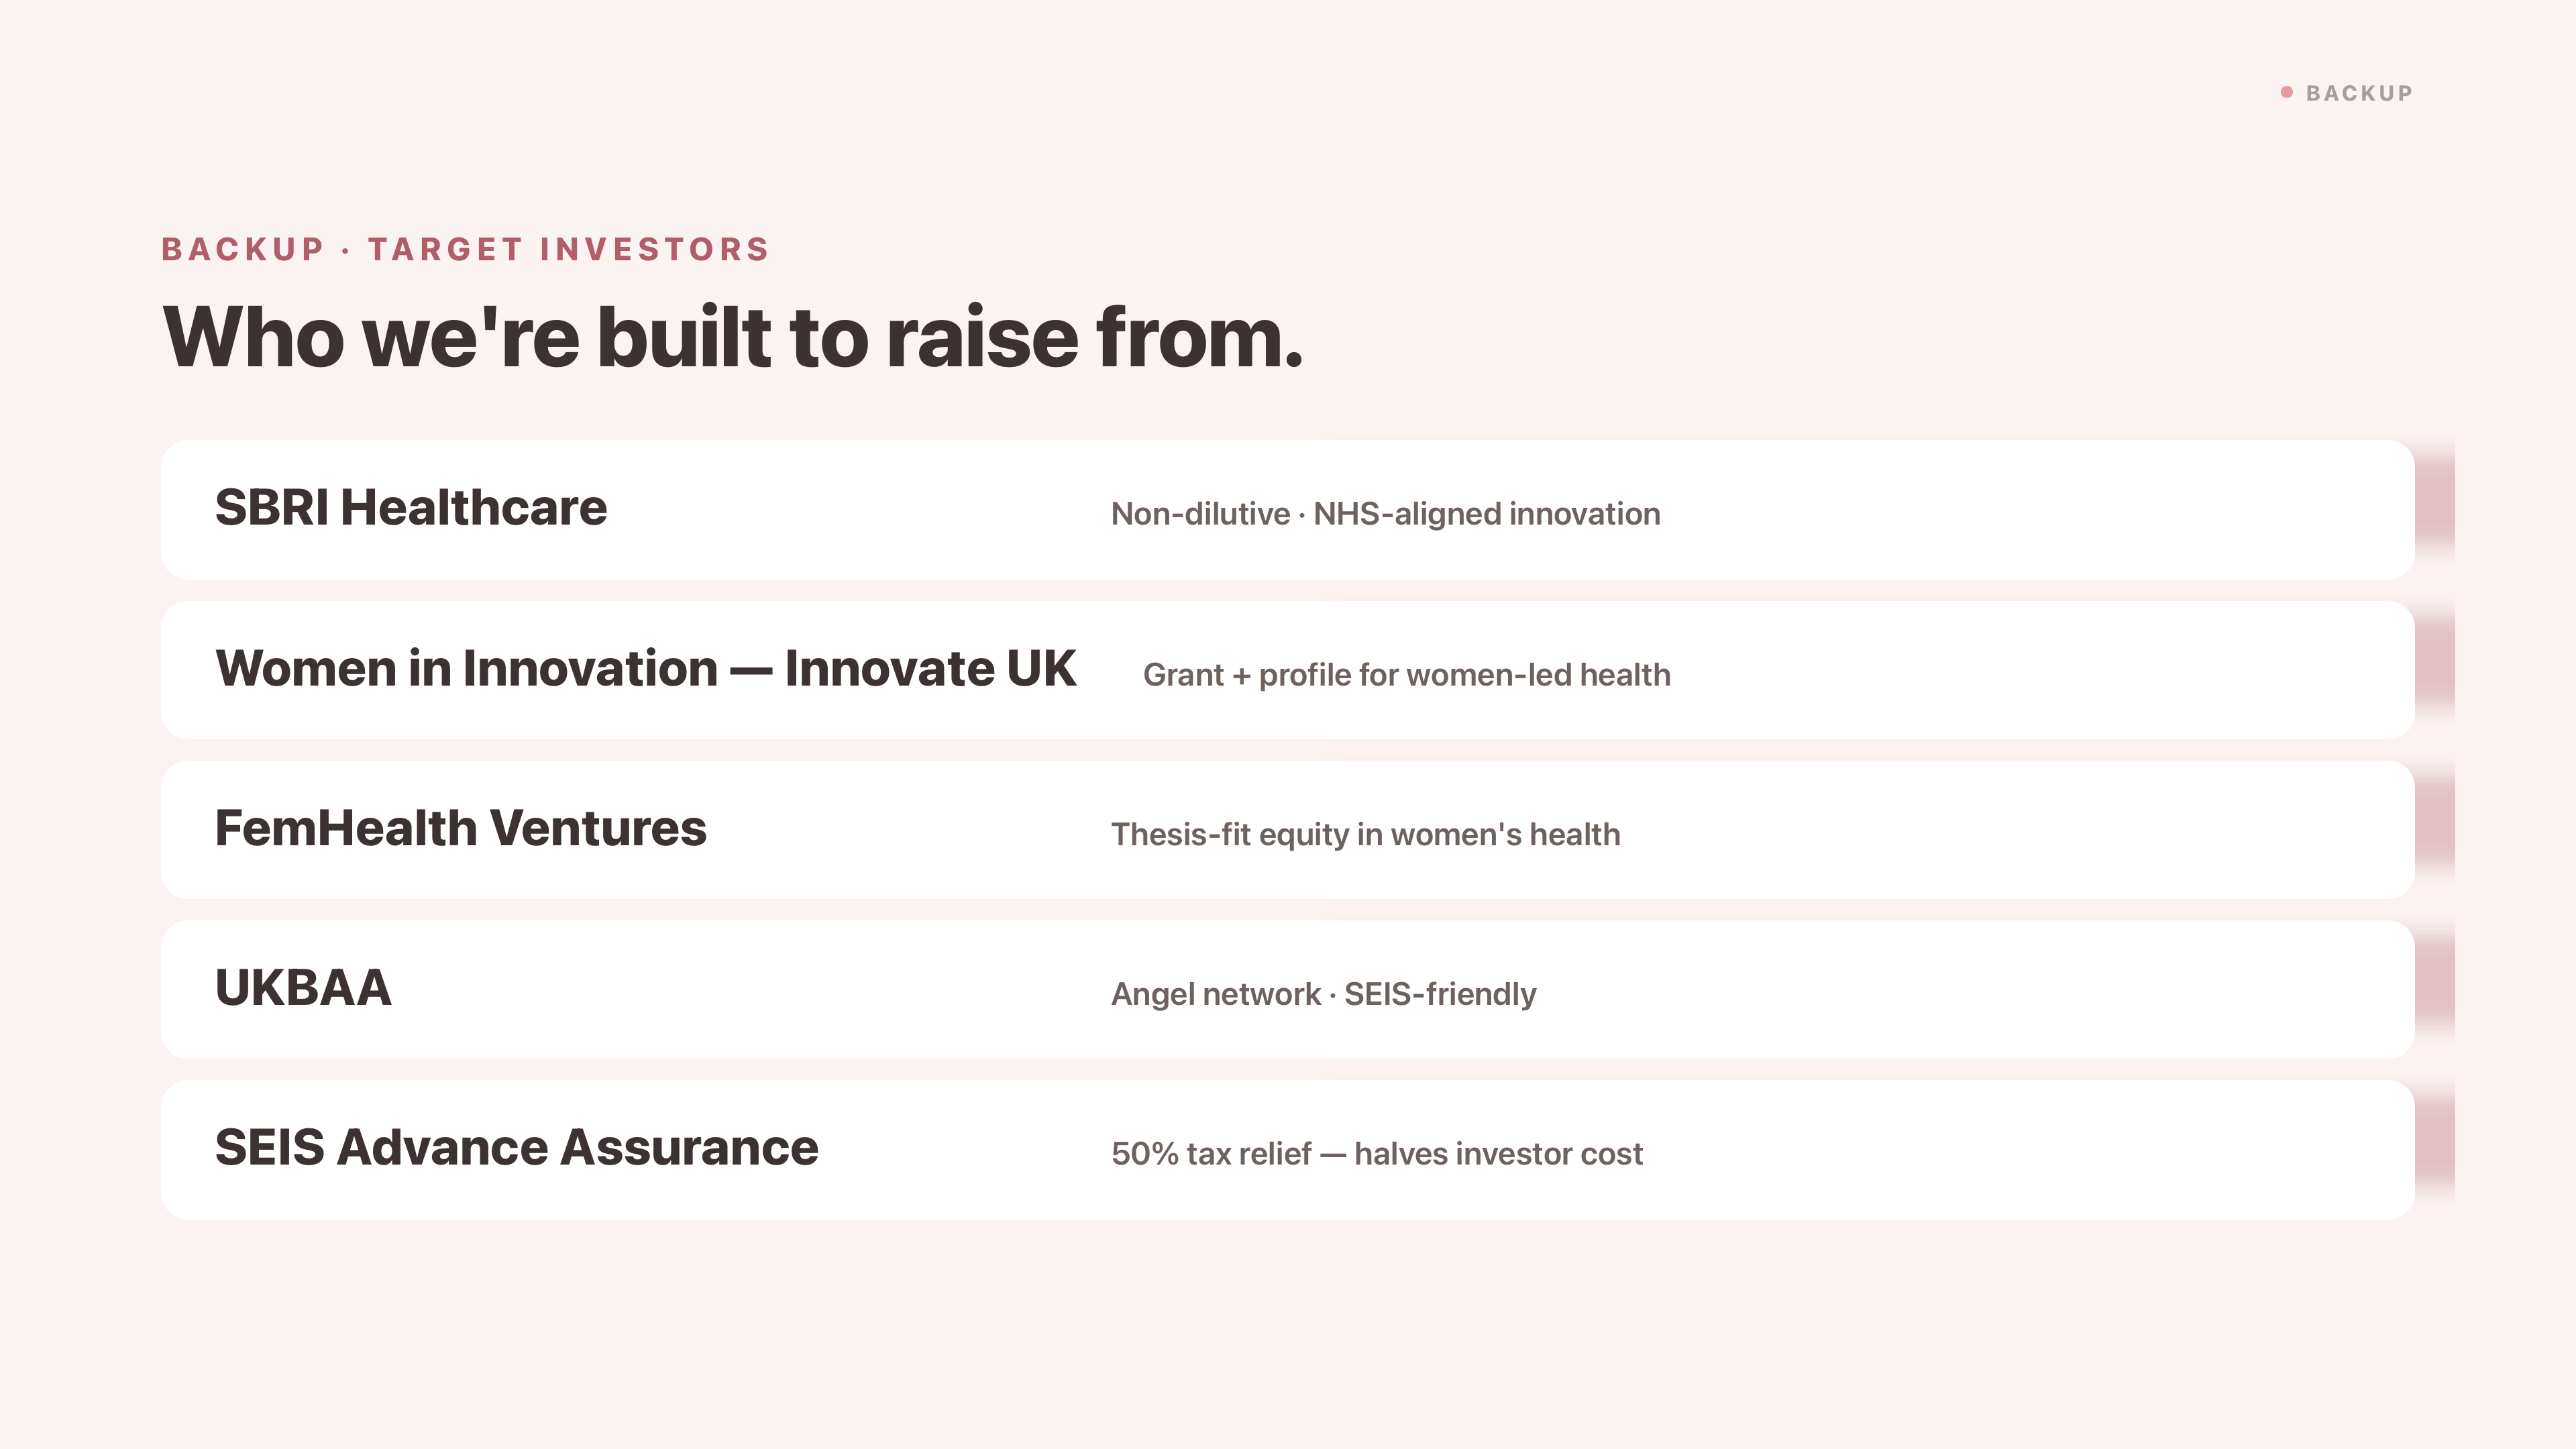 BACKUP
BACKUP · TARGET INVESTORS
Who we're built to raise from.
SBRI Healthcare
Non-dilutive · NHS-aligned innovation
Women in Innovation — Innovate UK
Grant + profile for women-led health
FemHealth Ventures
Thesis-fit equity in women's health
UKBAA
Angel network · SEIS-friendly
SEIS Advance Assurance
50% tax relief — halves investor cost